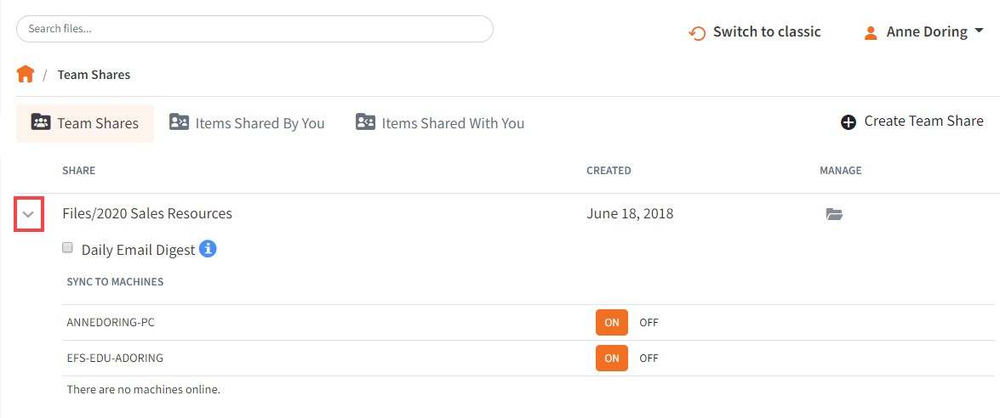 Search files...
Switch to classic
Anne Doring
/ Team Shares
Team Shares
Items Shared By You
Items Shared With You
Create Team Share
SHARE CREATED MANAGE
Files/2020 Sales Resources June 18, 2018
Daily Email Digest
SYNC TO MACHINES
ANNEDORING-PC ON OFF
EFS-EDU-ADORING ON OFF
There are no machines online.